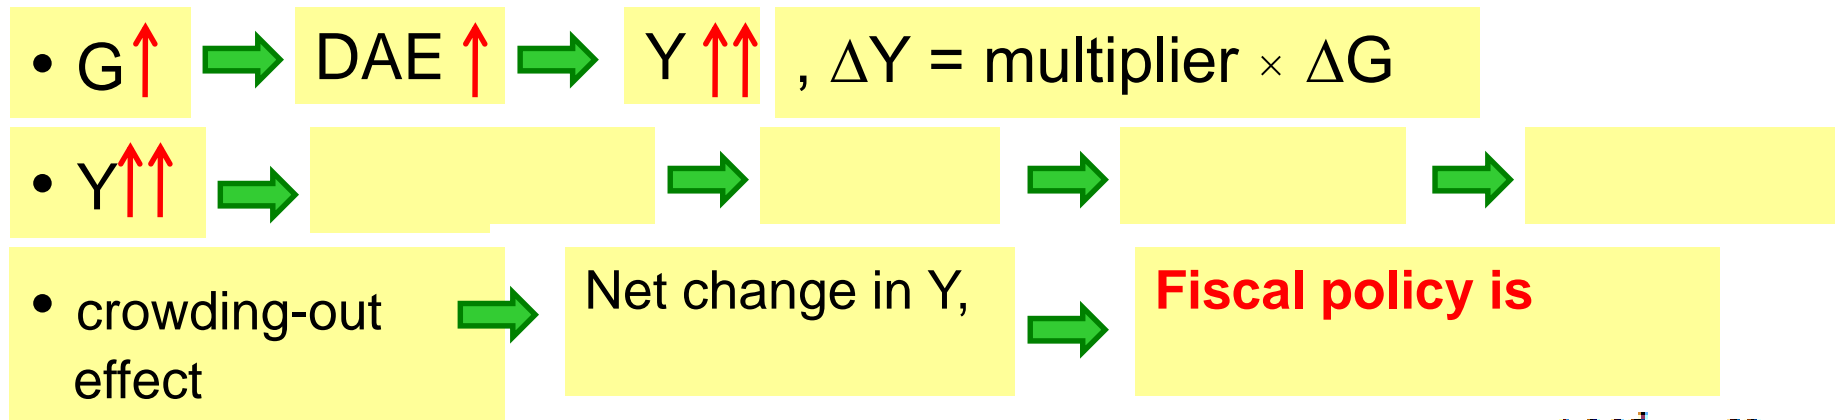 • G↑ ⇒ DAE ↑ ⇒ Y ↑↑ , ΔY = multiplier × ΔG
• Y↑↑
• crowding-out effect
Net change in Y,
Fiscal policy is